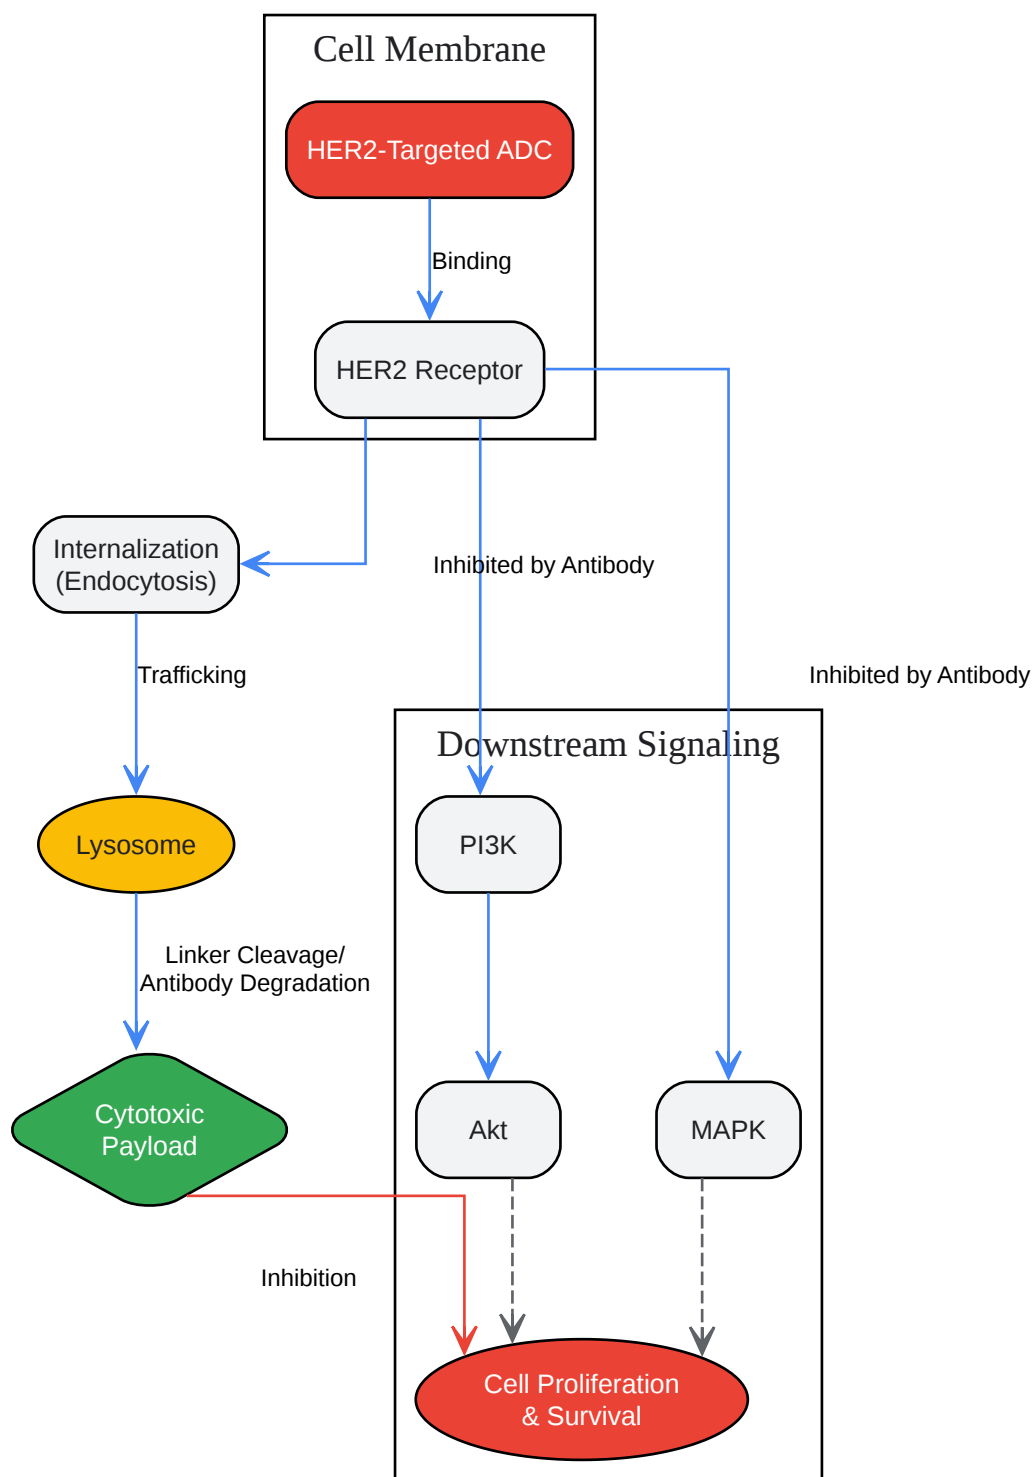 Cell Membrane
HER2-Targeted ADC
Binding
HER2 Receptor
Internalization
(Endocytosis)
Inhibited by Antibody
Trafficking
Inhibited by Antibody
Downstream Signaling
Lysosome
PI3K
Linker Cleavage/
Antibody Degradation
Cytotoxic
Payload
Akt
MAPK
Inhibition
Cell Proliferation
& Survival